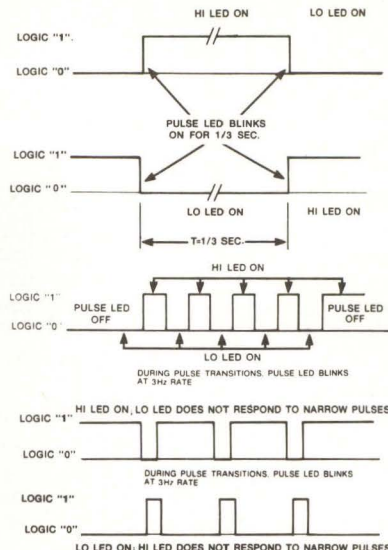 HI LED ON LO LED ON
LOGIC "1".
LOGIC "0"
PULSE LED BLINKS
ON FOR 1/3 SEC.
LOGIC "1"
LOGIC "0"
LO LED ON HI LED ON
T=1/3 SEC.
HI LED ON
LOGIC "1"
PULSE LED
OFF
PULSE LED
OFF
LOGIC "0"
LO LED ON
DURING PULSE TRANSITIONS. PULSE LED BLINKS
AT 3Hz RATE
HI LED ON, LO LED DOES NOT RESPOND TO NARROW PULSES
LOGIC "1"
LOGIC "0"
DURING PULSE TRANSITIONS. PULSE LED BLINKS
AT 3Hz RATE
LOGIC "1"
LOGIC "0"
LO LED ON; HI LED DOES NOT RESPOND TO NARROW PULSES